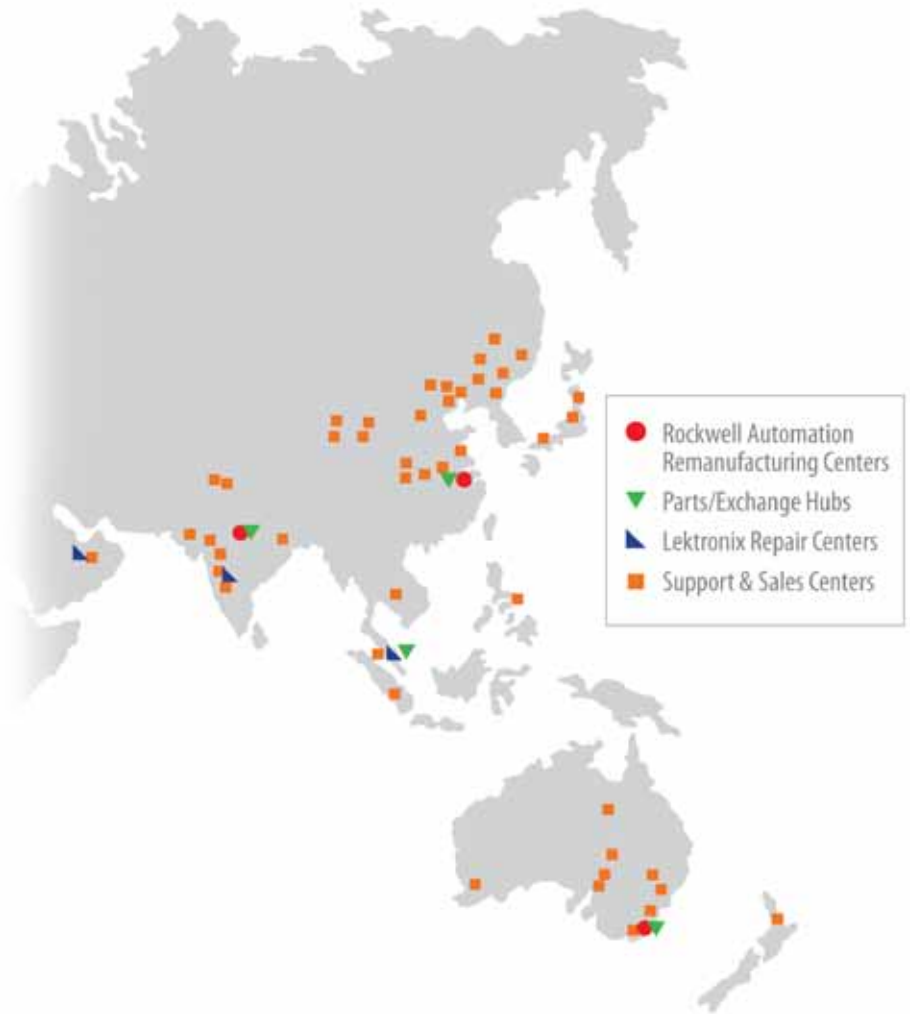 Rockwell Automation
Remanufacturing Centers
Parts/Exchange Hubs
Lektronix Repair Centers
Support & Sales Centers